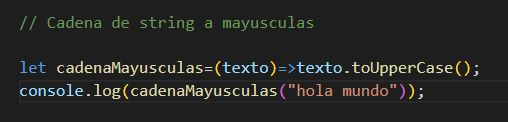 // Cadena de string a mayusculas
let cadenaMayusculas=(texto)=>texto.toUpperCase();
console.log(cadenaMayusculas("hola mundo"));